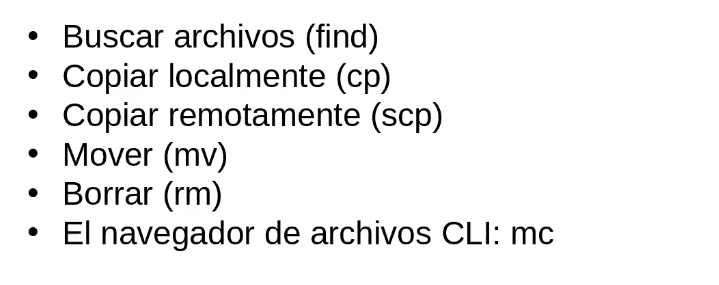 • Buscar archivos (find)
• Copiar localmente (cp)
• Copiar remotamente (scp)
• Mover (mv)
• Borrar (rm)
• El navegador de archivos CLI: mc